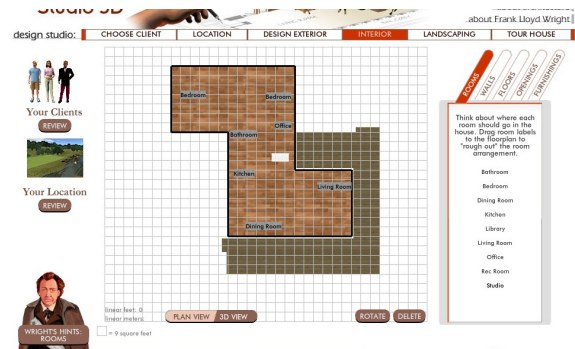 Studio 3D
about Frank Lloyd Wright
design studio:
CHOOSE CLIENT
LOCATION
DESIGN EXTERIOR
INTERIOR
LANDSCAPING
TOUR HOUSE
Your Clients
REVIEW
Your Location
REVIEW
WRIGHT'S HINTS:
ROOMS
Bedroom
Bedroom
Office
Bathroom
Kitchen
Living Room
Dining Room
linear feet: 0
linear meters:
= 9 square feet
PLAN VIEW / 3D VIEW
ROTATE
DELETE
ROOMS
WALLS
FLOORS
OPENINGS
FURNISHINGS
Think about where each
room should go in the
house. Drag room labels
to the floorplan to
"rough out" the room
arrangement.
Bathroom
Bedroom
Dining Room
Kitchen
Library
Living Room
Office
Rec Room
Studio